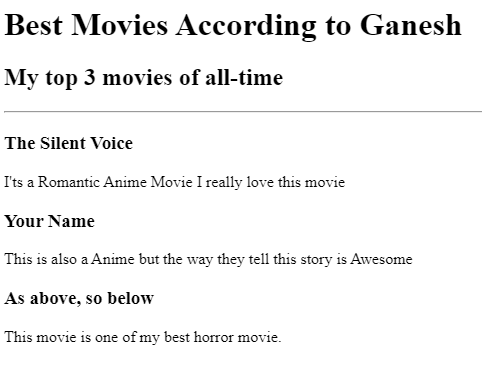 Best Movies According to Ganesh
My top 3 movies of all-time
The Silent Voice
I'ts a Romantic Anime Movie I really love this movie
Your Name
This is also a Anime but the way they tell this story is Awesome
As above, so below
This movie is one of my best horror movie.